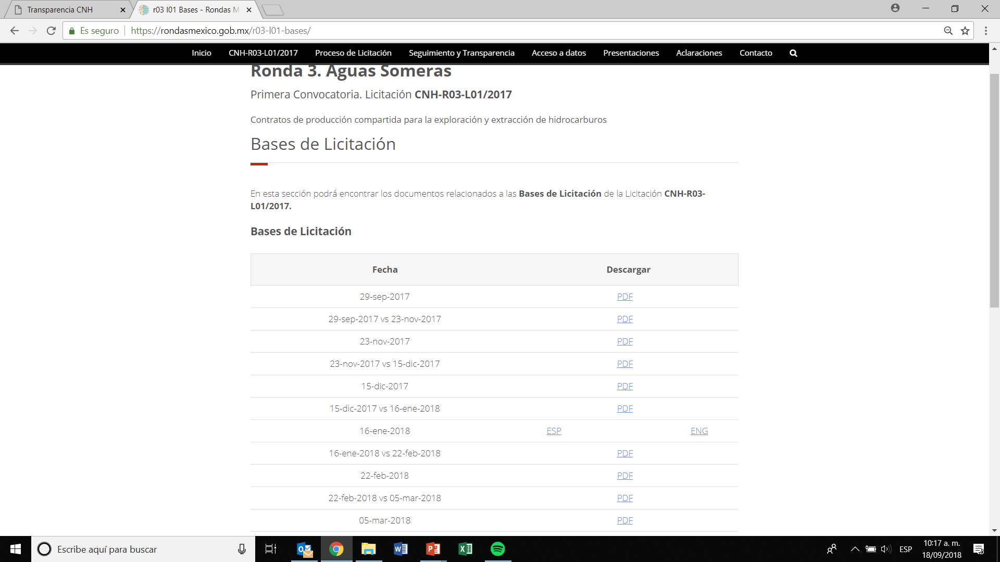 Transparencia CNH
r03 l01 Bases - Rondas M
Es seguro
https://rondasmexico.gob.mx/r03-l01-bases/
Inicio CNH-R03-L01/2017 Proceso de Licitación Seguimiento y Transparencia Acceso a datos Presentaciones Aclaraciones Contacto
Ronda 3. Aguas Someras
Primera Convocatoria. Licitación CNH-R03-L01/2017
Contratos de producción compartida para la exploración y extracción de hidrocarburos
Bases de Licitación
En esta sección podrá encontrar los documentos relacionados a las Bases de Licitación de la Licitación CNH-R03-
L01/2017.
Bases de Licitación
Fecha Descargar
29-sep-2017 PDF
29-sep-2017 vs 23-nov-2017 PDF
23-nov-2017 PDF
23-nov-2017 vs 15-dic-2017 PDF
15-dic-2017 PDF
15-dic-2017 vs 16-ene-2018 PDF
16-ene-2018 ESP ENG
16-ene-2018 vs 22-feb-2018 PDF
22-feb-2018 PDF
22-feb-2018 vs 05-mar-2018 PDF
05-mar-2018 PDF
Escribe aquí para buscar
ESP
10:17 a. m.
18/09/2018